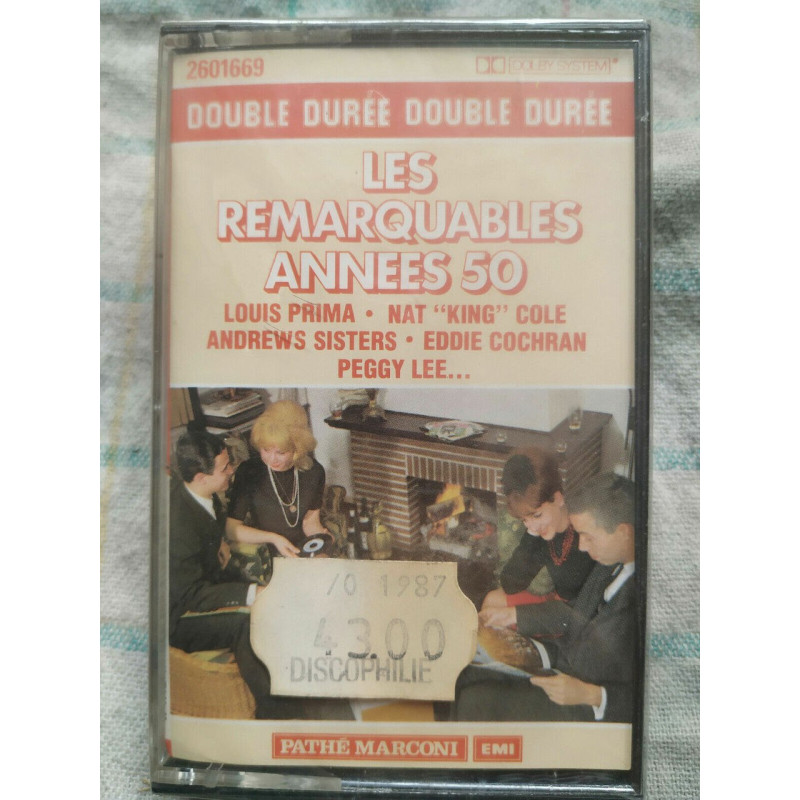 2601669 DOLBY SYSTEM
DOUBLE DURÉE DOUBLE DURÉE
LES
REMARQUABLES
ANNEES 50
LOUIS PRIMA • NAT "KING" COLE
ANDREWS SISTERS • EDDIE COCHRAN
PEGGY LEE...
/0 1987
43.00
DISCOPHILIE
PATHÉ MARCONI EMI